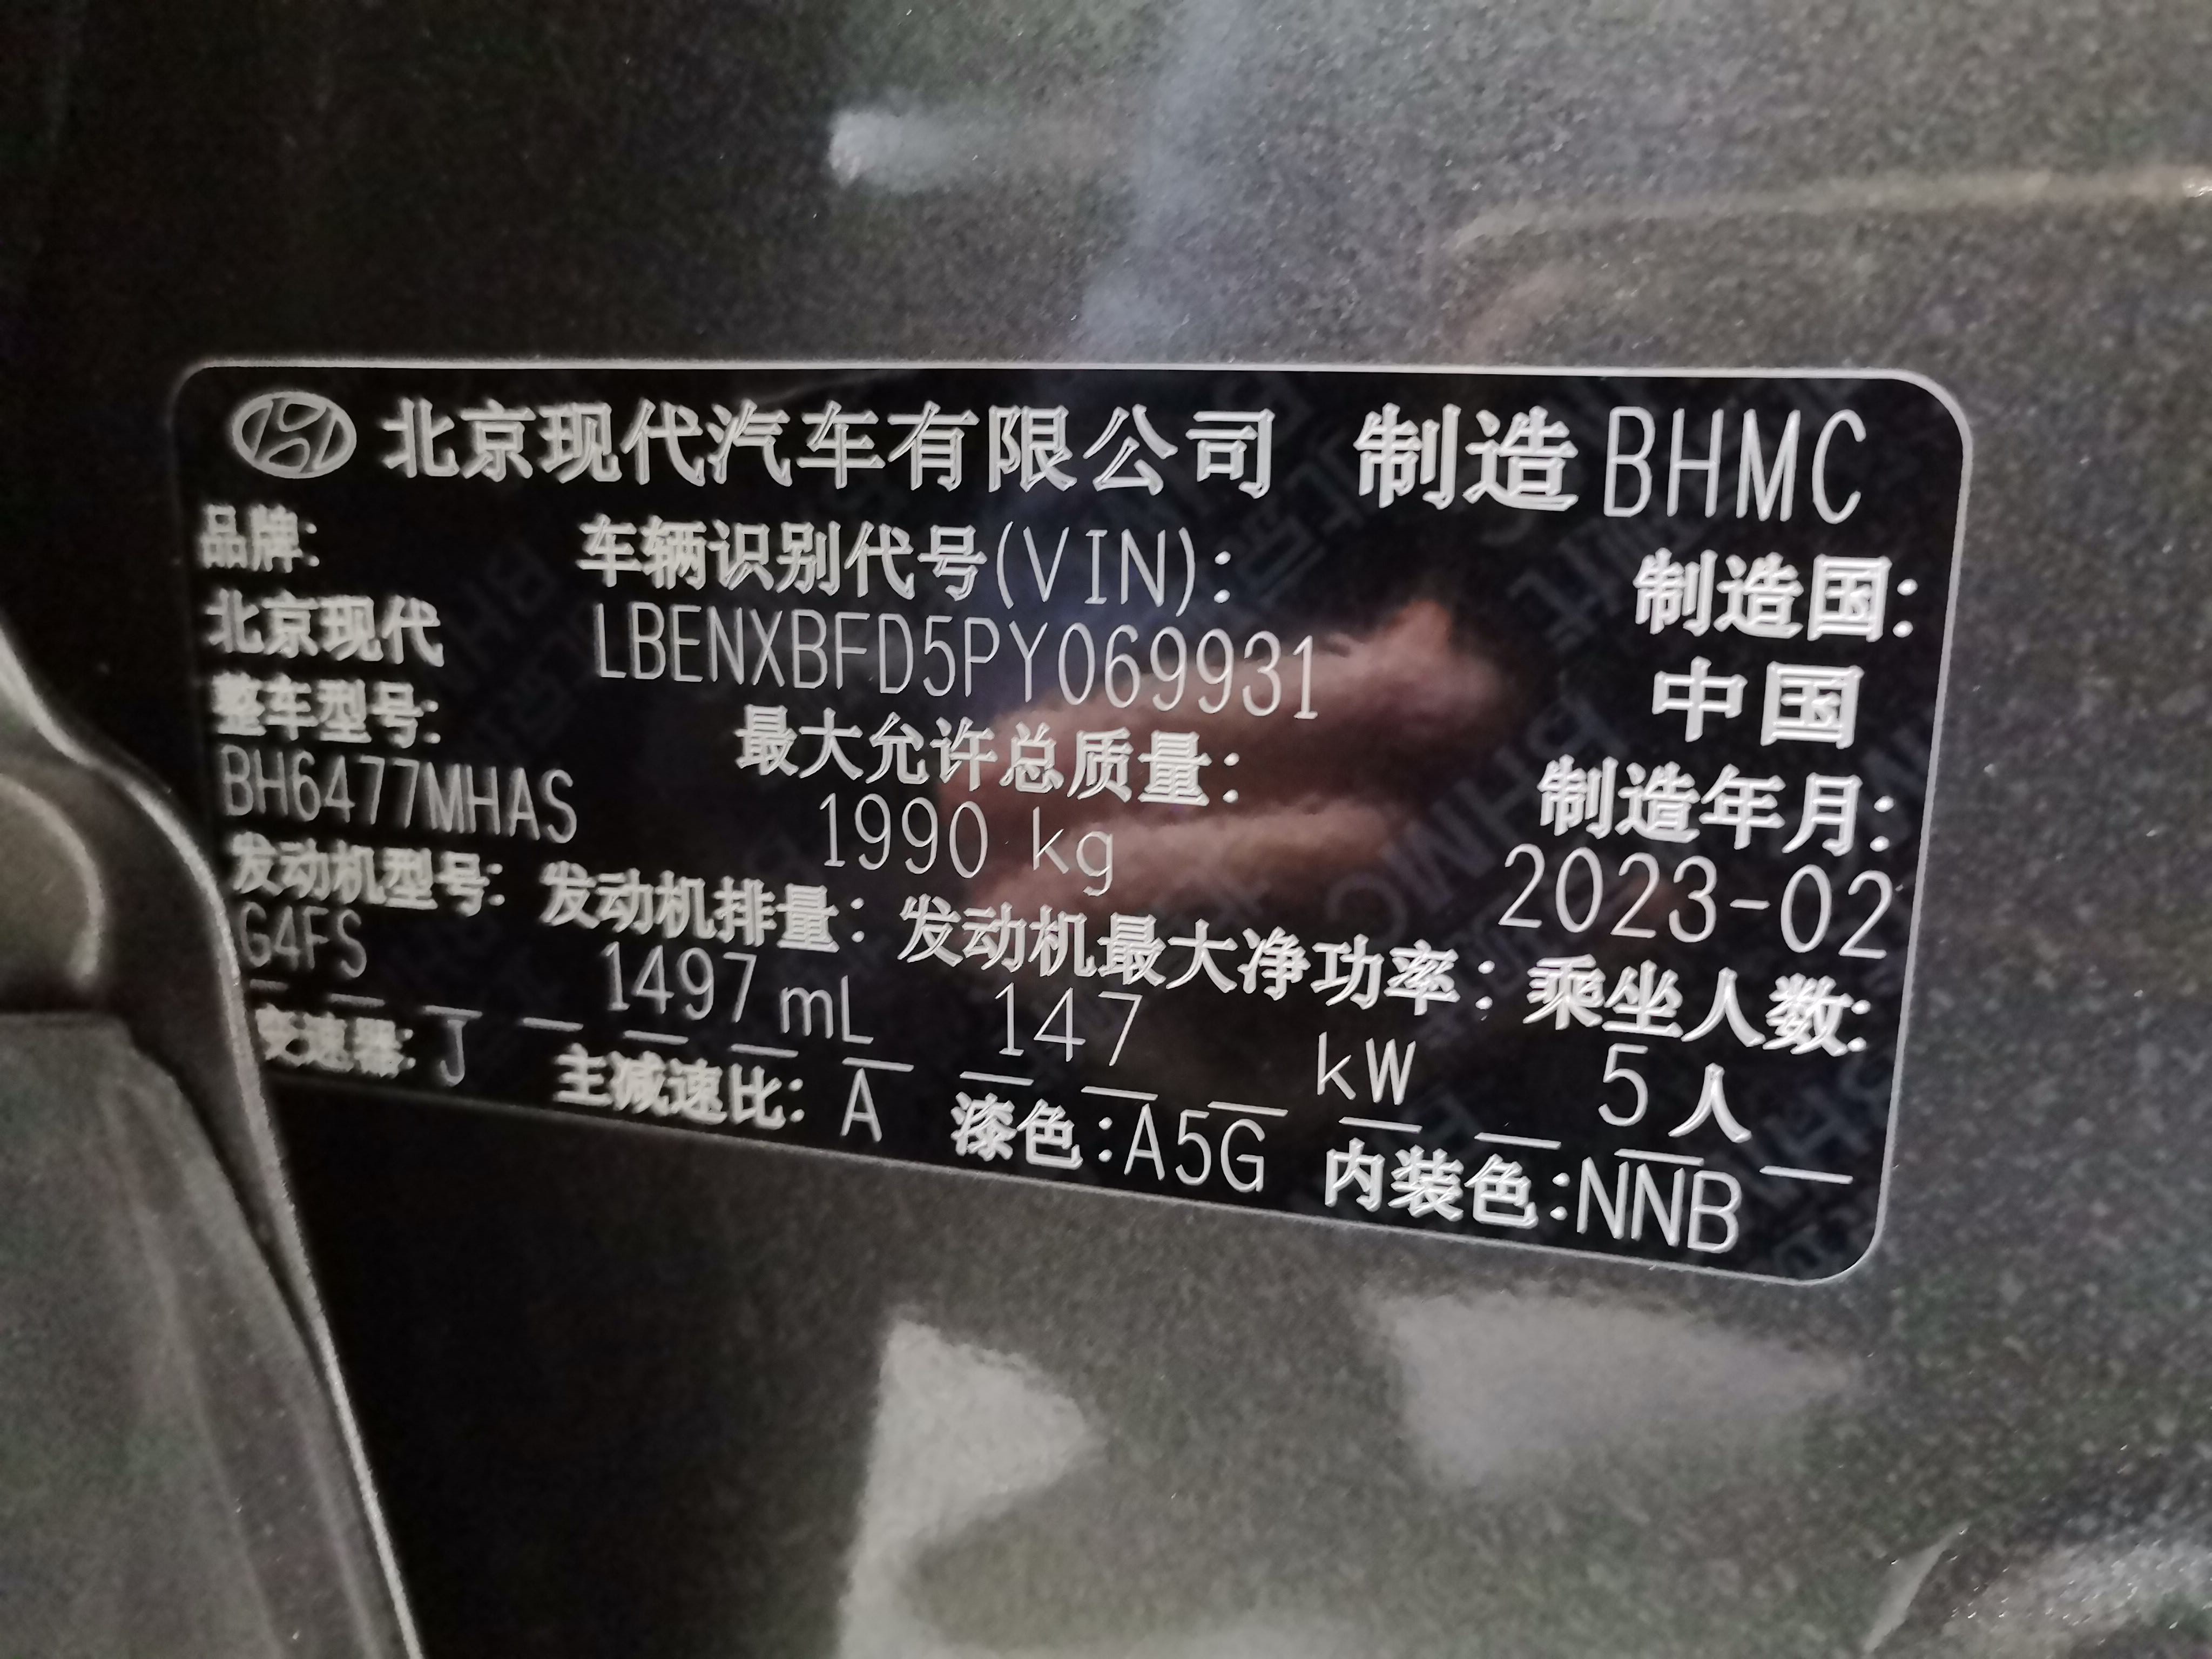 北京现代汽车有限公司 制造 BHMC
品牌: 车辆识别代号(VIN): 制造国:
北京现代 LBENXBFD5PY069931 中国
整车型号: 最大允许总质量: 制造年月:
BH6477MHAS 1990 kg 2023-02
发动机型号: 发动机排量: 发动机最大净功率: 乘坐人数:
G4FS 1497 mL 147 kW 5 人
变速器: J 主减速比: A 漆色:A5G 内装色:NNB